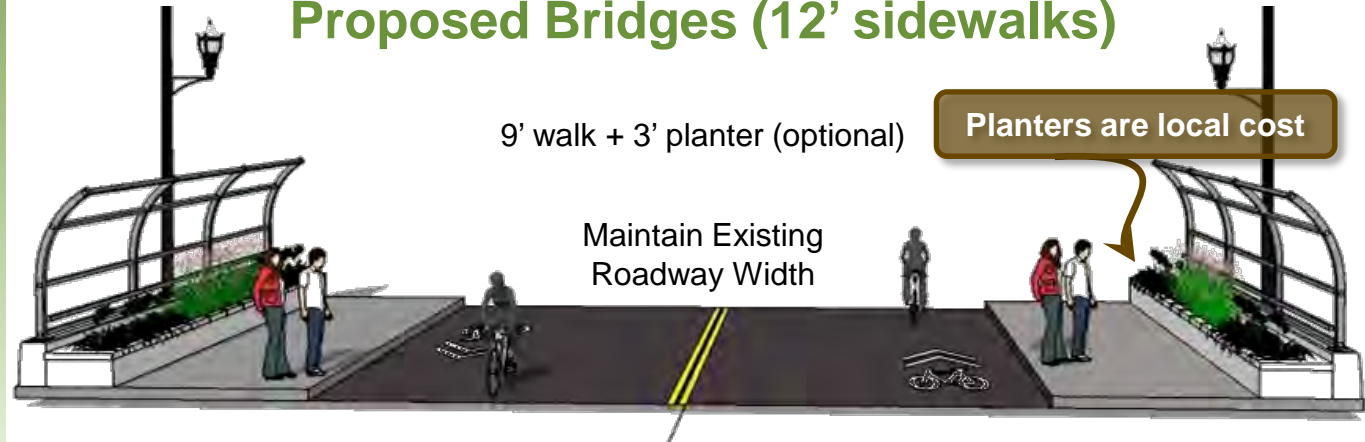 Proposed Bridges (12’ sidewalks)
9’ walk + 3’ planter (optional)
Planters are local cost
Maintain Existing
Roadway Width